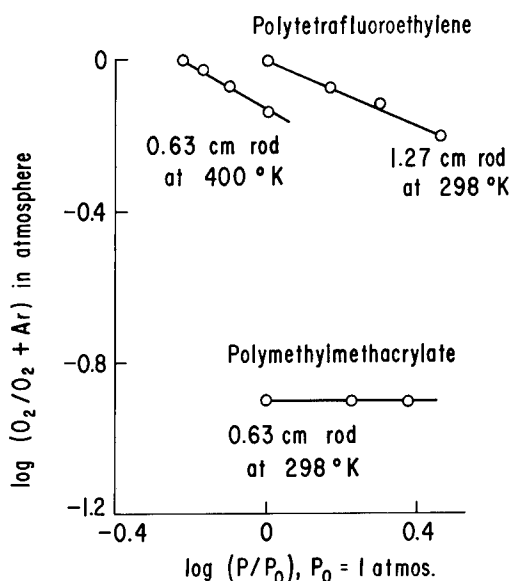 Polytetrafluoroethylene
0
0.63 cm rod
at 400 °K
1.27 cm rod
at 298 °K
-0.4
log (O2/O2 + Ar) in atmosphere
Polymethylmethacrylate
-0.8
0.63 cm rod
at 298 °K
-1.2
-0.4
0
0.4
log (P/P0), P0 = 1 atmos.